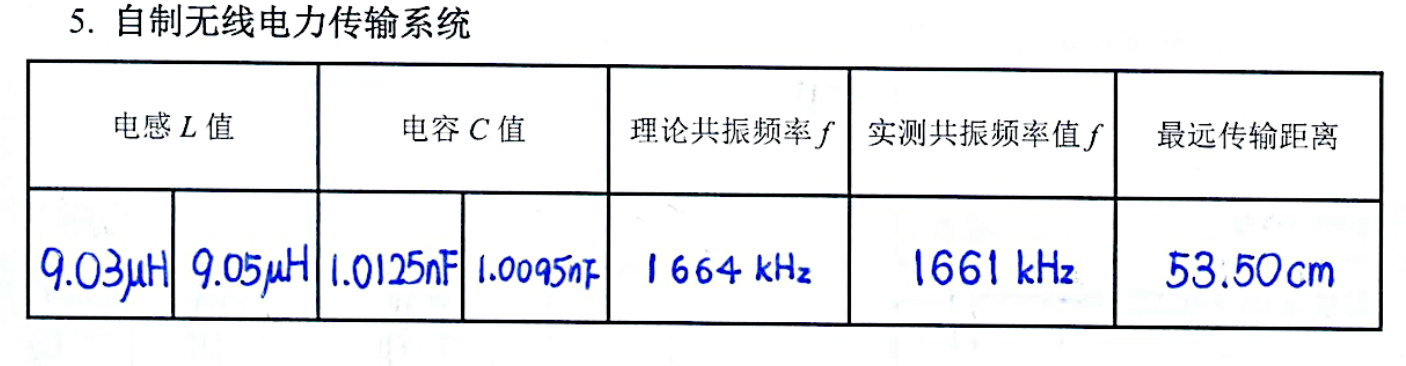 5. 自制无线电力传输系统
电感 L 值 电容 C 值 理论共振频率 f 实测共振频率值 f 最远传输距离
9.03μH 9.05μH 1.0125nF 1.0095nF 1664 kHz 1661 kHz 53.50cm